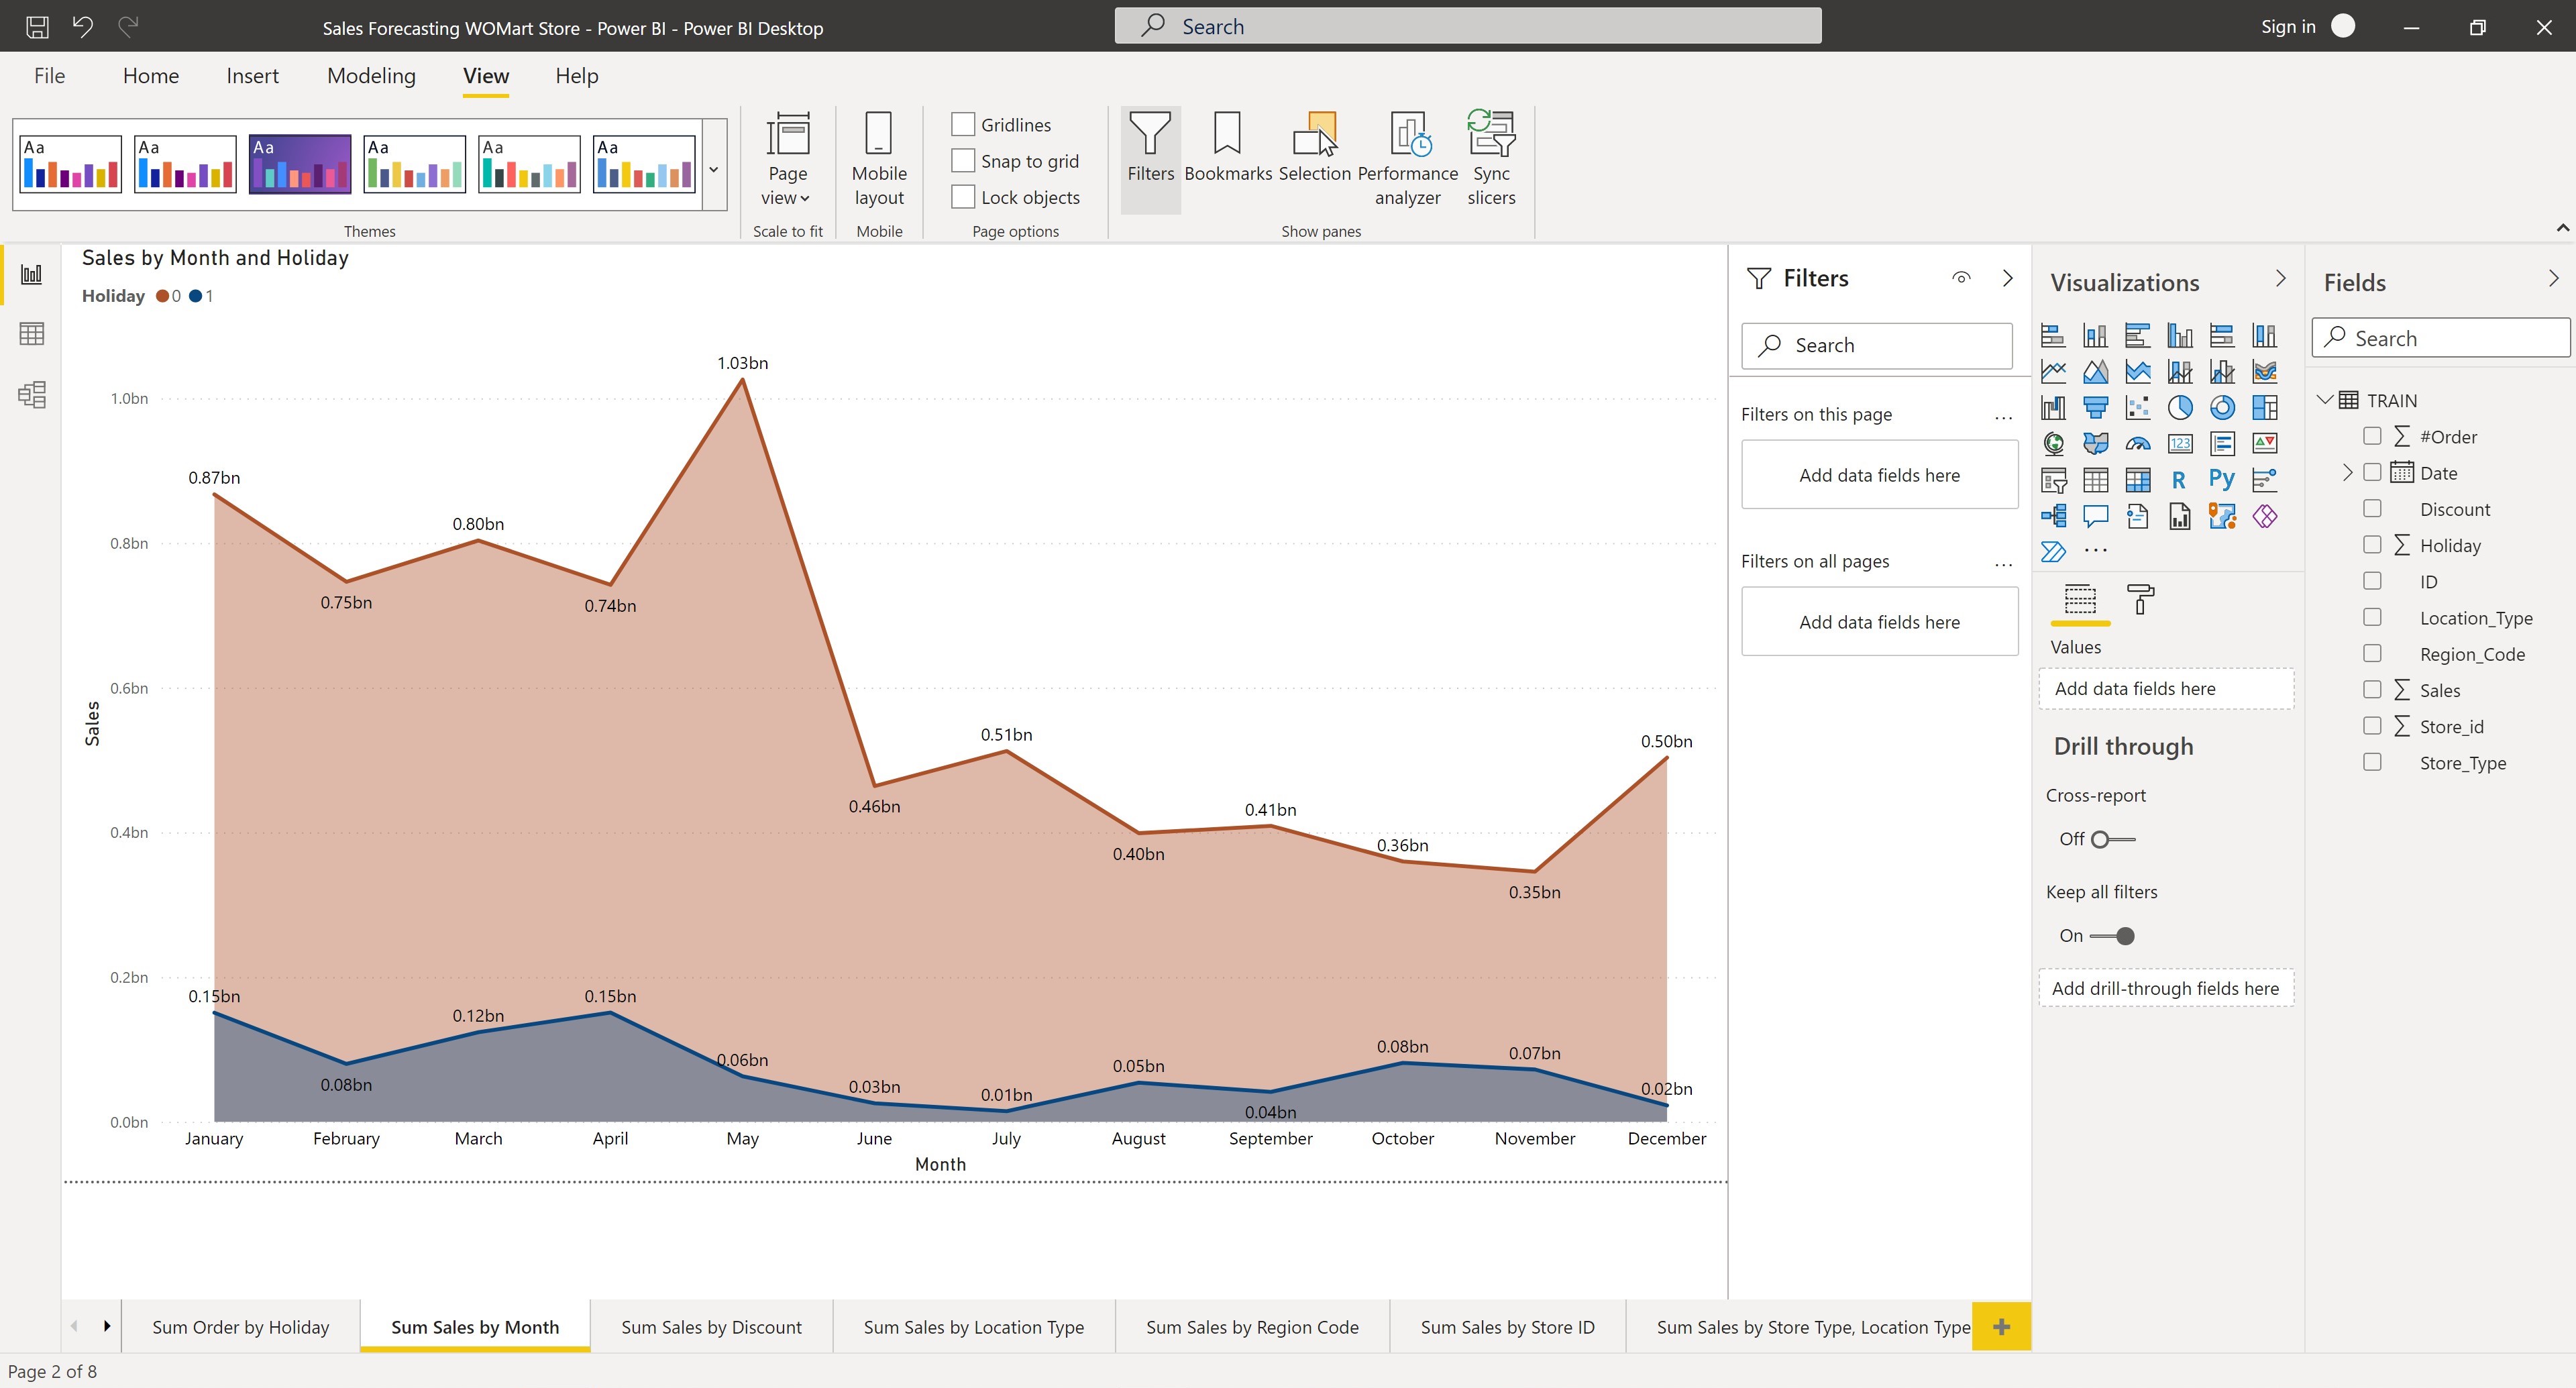 Sales Forecasting WOMart Store - Power BI - Power BI Desktop
Search
Sign in
File Home Insert Modeling View Help
Aa Aa Aa Aa Aa Aa
Page view
Mobile layout
Gridlines
Snap to grid
Lock objects
Filters
Bookmarks
Selection
Performance analyzer
Sync slicers
Themes
Scale to fit
Mobile
Page options
Show panes
Sales by Month and Holiday
Holiday 0 1
1.0bn
0.8bn
0.6bn
0.4bn
0.2bn
0.0bn
Sales
0.87bn
0.75bn
0.80bn
0.74bn
1.03bn
0.46bn
0.51bn
0.40bn
0.41bn
0.36bn
0.35bn
0.50bn
0.15bn
0.08bn
0.12bn
0.15bn
0.06bn
0.03bn
0.01bn
0.05bn
0.04bn
0.08bn
0.07bn
0.02bn
January February March April May June July August September October November December
Month
Filters
Search
Filters on this page ...
Add data fields here
Filters on all pages ...
Add data fields here
Visualizations
123
R Py
...
Values
Add data fields here
Drill through
Cross-report
Off
Keep all filters
On
Add drill-through fields here
Fields
Search
TRAIN
∑ #Order
Date
Discount
∑ Holiday
ID
Location_Type
Region_Code
∑ Sales
∑ Store_id
Store_Type
Sum Order by Holiday
Sum Sales by Month
Sum Sales by Discount
Sum Sales by Location Type
Sum Sales by Region Code
Sum Sales by Store ID
Sum Sales by Store Type, Location Type
Page 2 of 8